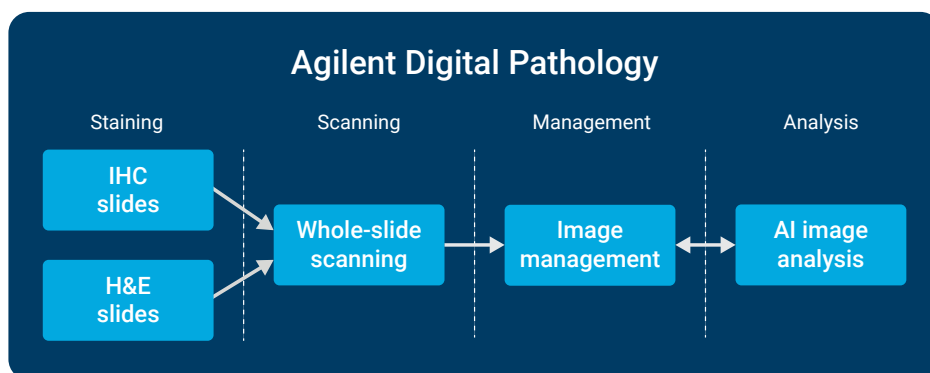 Agilent Digital Pathology
Staining
Scanning
Management
Analysis
IHC
slides
H&E
slides
Whole-slide
scanning
Image
management
AI image
analysis